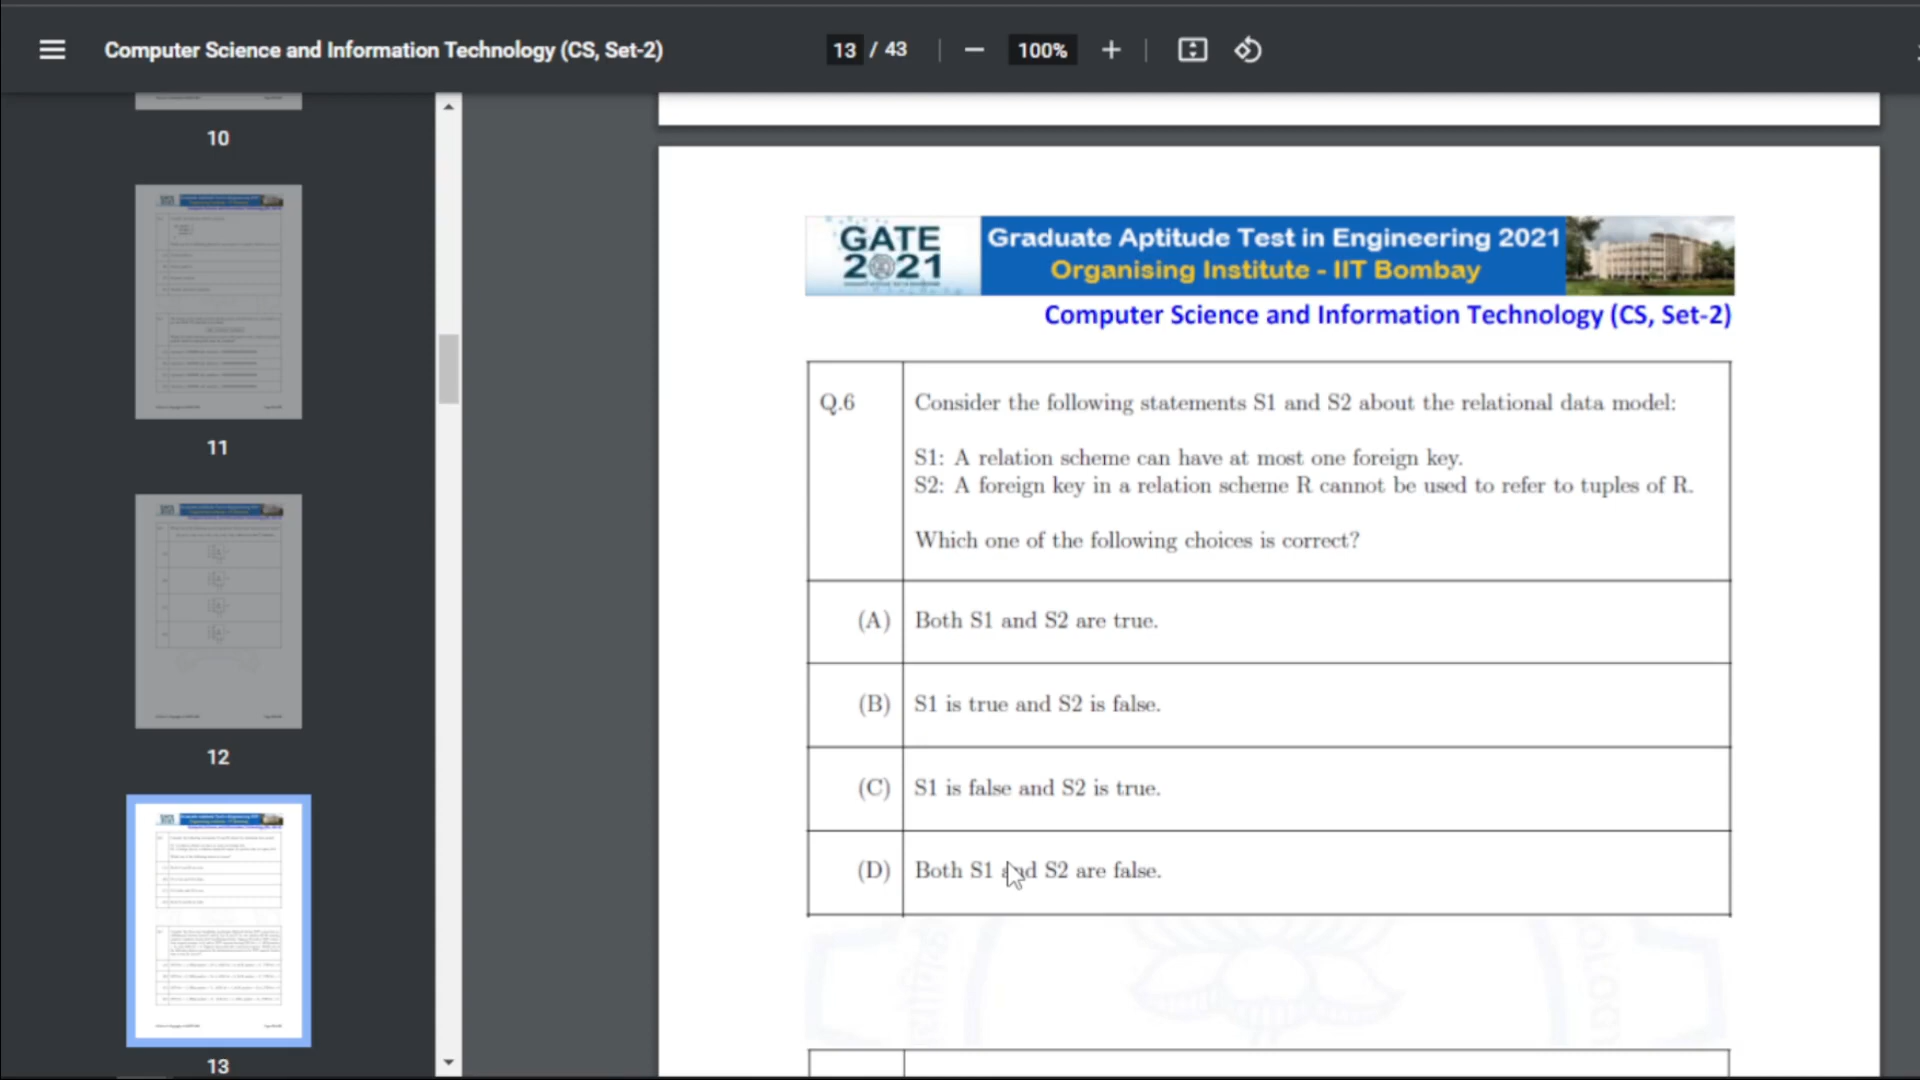 Computer Science and Information Technology (CS, Set-2)
13 / 43
100%
10
11
12
13
GATE
2021
Graduate Aptitude Test in Engineering 2021
Organising Institute - IIT Bombay
Computer Science and Information Technology (CS, Set-2)
Q.6 Consider the following statements S1 and S2 about the relational data model:
S1: A relation scheme can have at most one foreign key.
S2: A foreign key in a relation scheme R cannot be used to refer to tuples of R.
Which one of the following choices is correct?
(A) Both S1 and S2 are true.
(B) S1 is true and S2 is false.
(C) S1 is false and S2 is true.
(D) Both S1 and S2 are false.